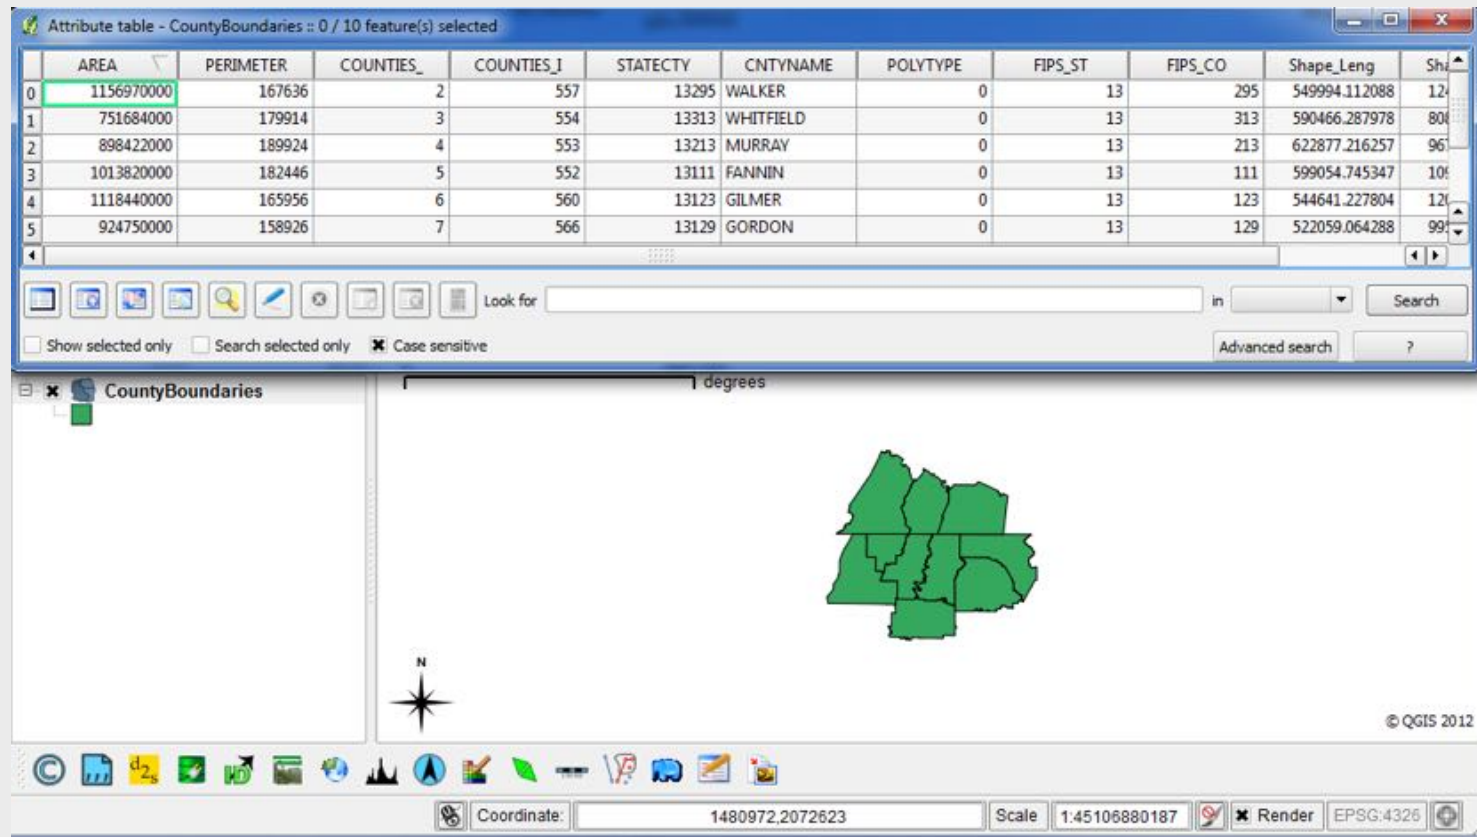 Attribute table - CountyBoundaries :: 0 / 10 feature(s) selected
AREA PERIMETER COUNTIES_ COUNTIES_I STATECTY CNTYNAME POLYTYPE FIPS_ST FIPS_CO Shape_Leng
0 1156970000 167636 2 557 13295 WALKER 0 13 295 549994.112088
1 751684000 179914 3 554 13313 WHITFIELD 0 13 313 590466.287978
2 898422000 189924 4 553 13213 MURRAY 0 13 213 622877.216257
3 1013820000 182446 5 552 13111 FANNIN 0 13 111 599054.745347
4 1118440000 165956 6 560 13123 GILMER 0 13 123 544641.227804
5 924750000 158926 7 566 13129 GORDON 0 13 129 522059.064288
Look for in Search
Show selected only Search selected only Case sensitive Advanced search ?
CountyBoundaries
degrees
N
© QGIS 2012
Coordinate: 1480972,2072623 Scale 1:45106880187 Render EPSG:4326